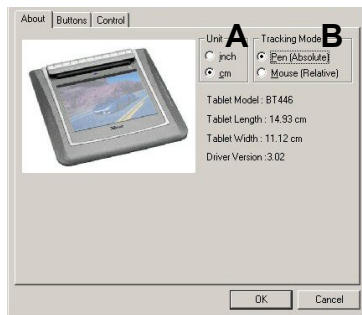 About Buttons Control
Unit A Tracking Mode B
inch Pen (Absolute)
cm Mouse (Relative)
Tablet Model : BT446
Tablet Length : 14.93 cm
Tablet Width : 11.12 cm
Driver Version :3.02
Trust
OK Cancel